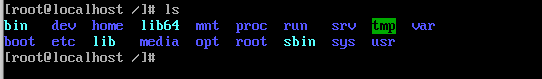 [root@localhost /]# ls
bin dev home lib64 mnt proc run srv tmp var
boot etc lib media opt root sbin sys usr
[root@localhost /]#